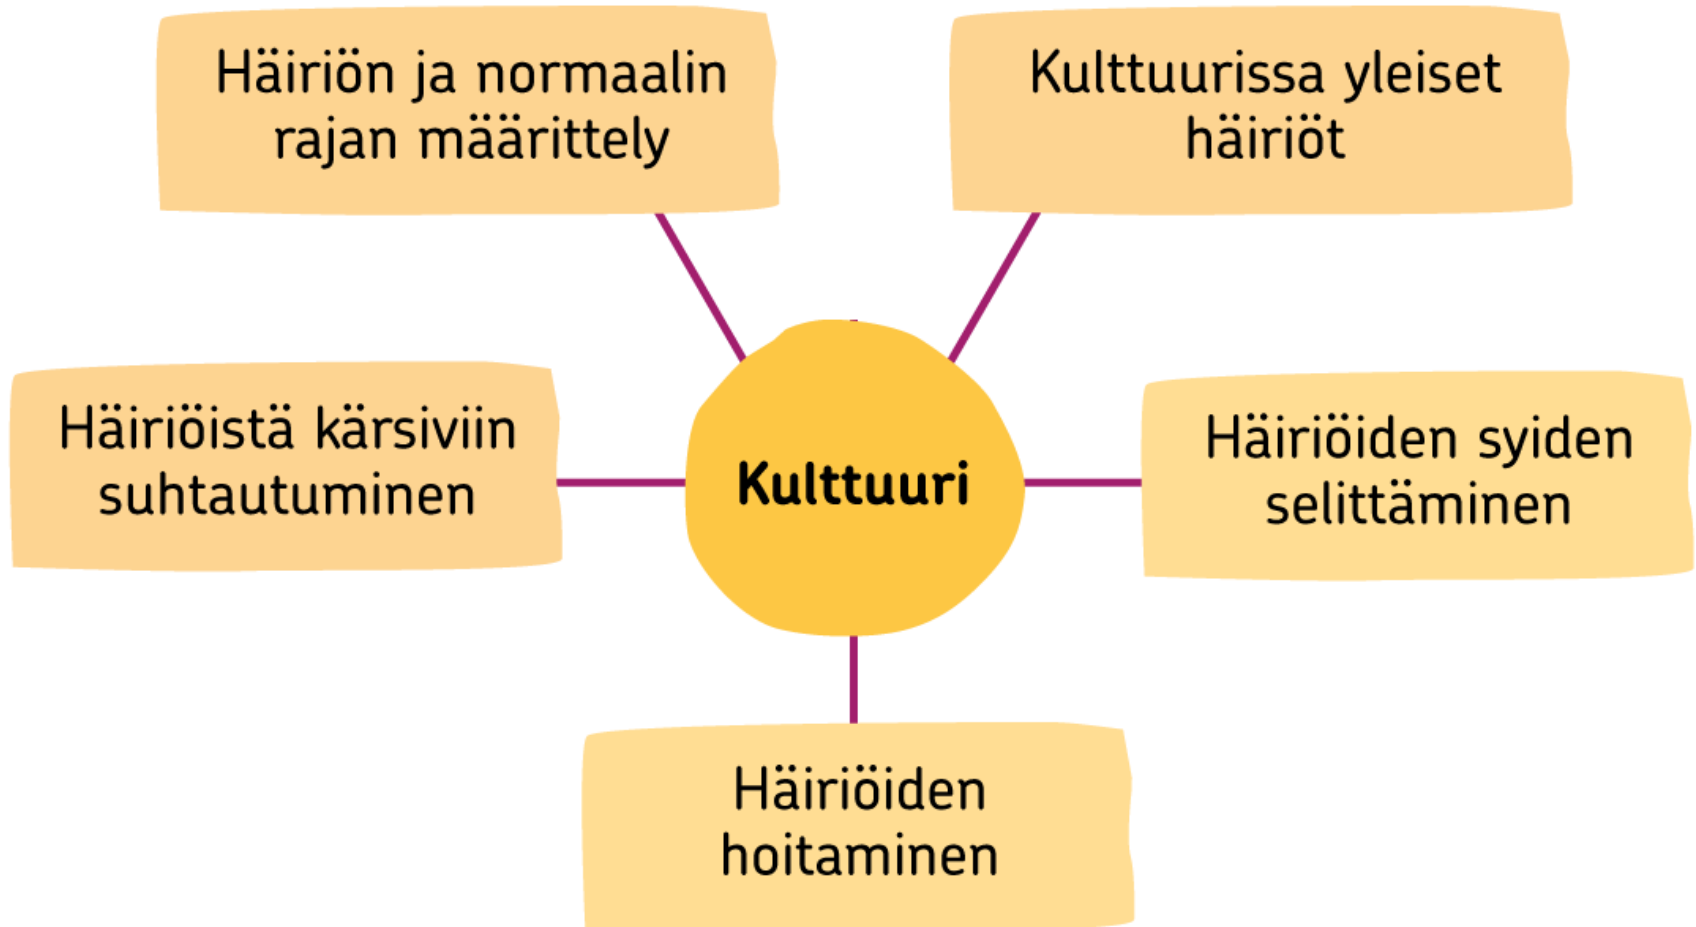 Häiriön ja normaalin
rajan määrittely
Kulttuurissa yleiset
häiriöt
Häiriöistä kärsiviin
suhtautuminen
Kulttuuri
Häiriöiden syiden
selittäminen
Häiriöiden
hoitaminen